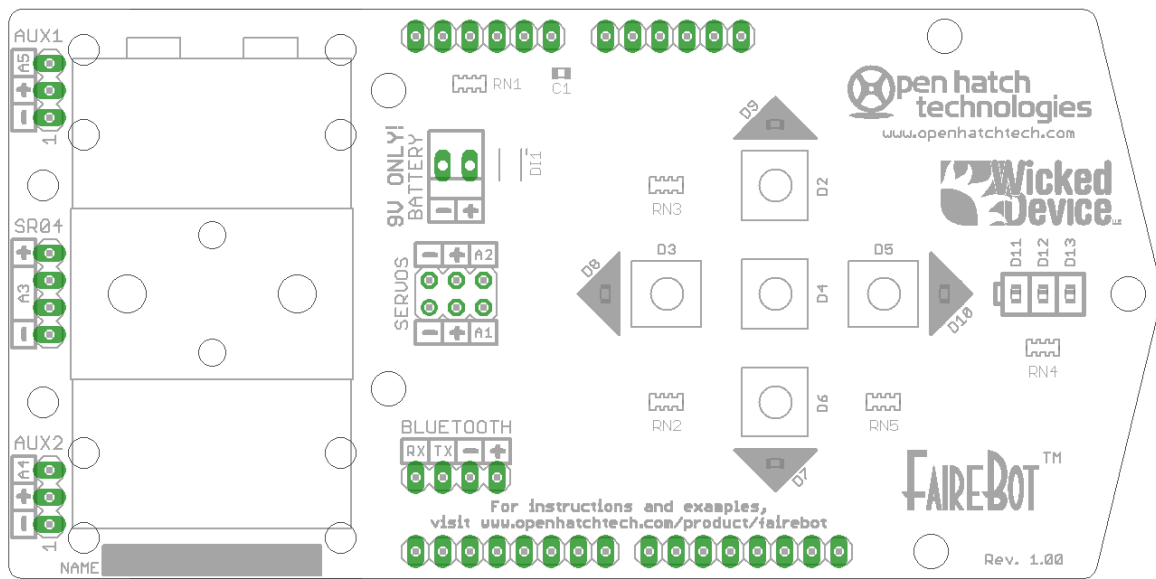 AUX1
A5
+
-
1
SR04
+
A3
-
AUX2
A4
+
-
1
NAME
RN1
C1
9V ONLY!
BATTERY
- +
DI1
SERVOS
- + A2
- + A1
BLUETOOTH
RX TX - +
For instructions and examples,
visit www.openhatchtech.com/product/fairebot
D9
D2
RN3
D3
D8
D4
D5
D10
RN2
D6
RN5
D7
Open hatch
technologies
www.openhatchtech.com
Wicked
Device
D11 D12 D13
RN4
FAIREBOT™
Rev. 1.00